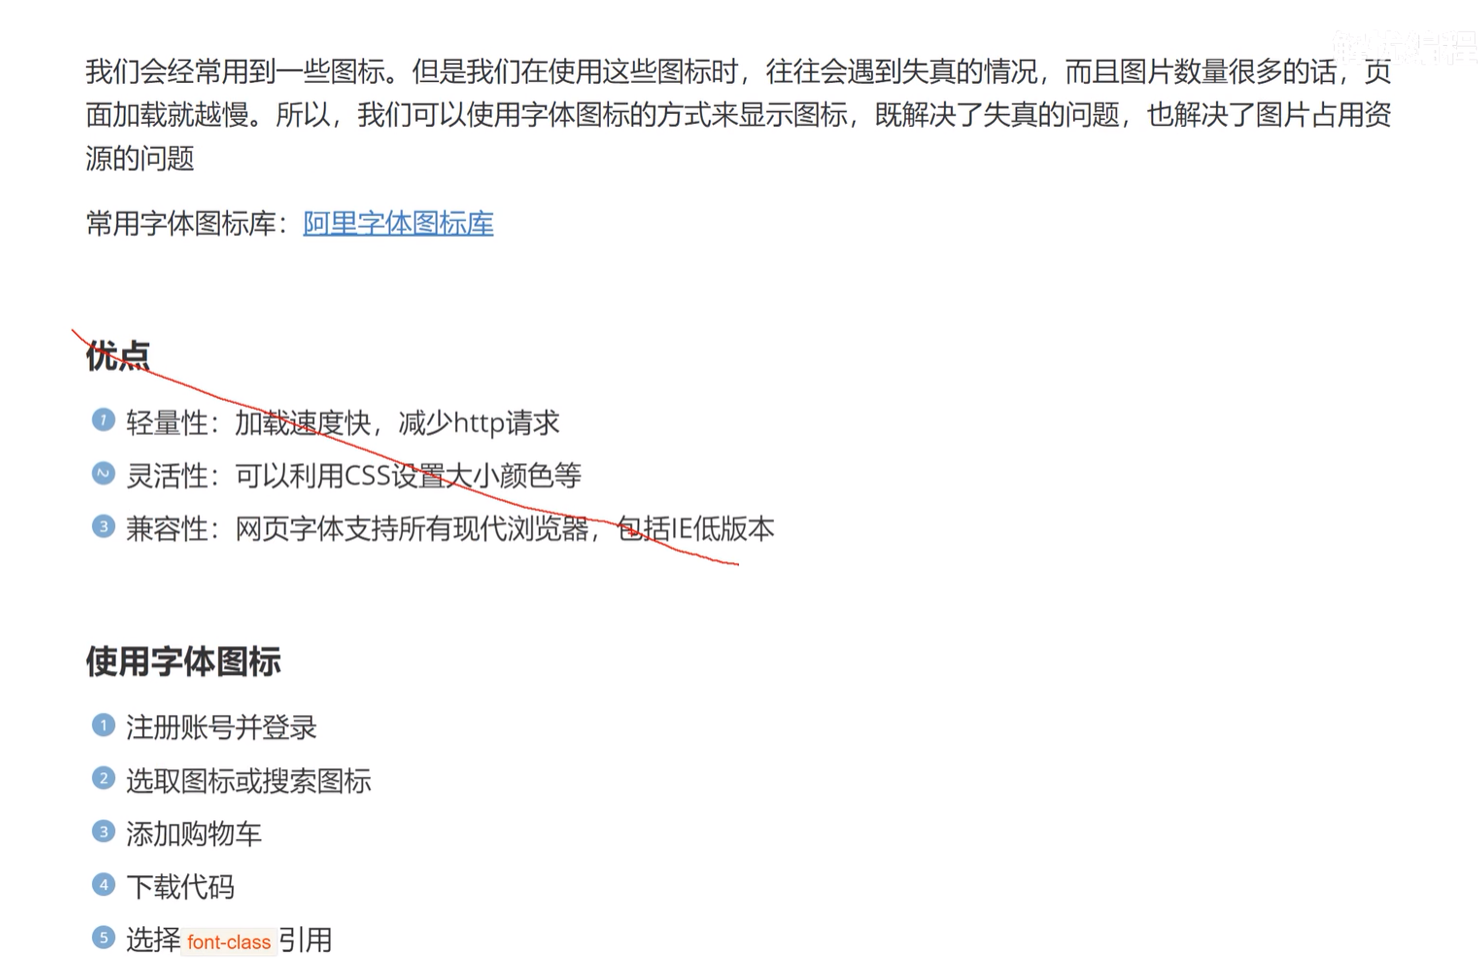 我们会经常用到一些图标。但是我们在使用这些图标时，往往会遇到失真的情况，而且图片数量很多的话，页
面加载就越慢。所以，我们可以使用字体图标的方式来显示图标，既解决了失真的问题，也解决了图片占用资
源的问题
常用字体图标库：阿里字体图标库
优点
1 轻量性：加载速度快，减少http请求
2 灵活性：可以利用CSS设置大小颜色等
3 兼容性：网页字体支持所有现代浏览器，包括IE低版本
使用字体图标
1 注册账号并登录
2 选取图标或搜索图标
3 添加购物车
4 下载代码
5 选择font-class引用